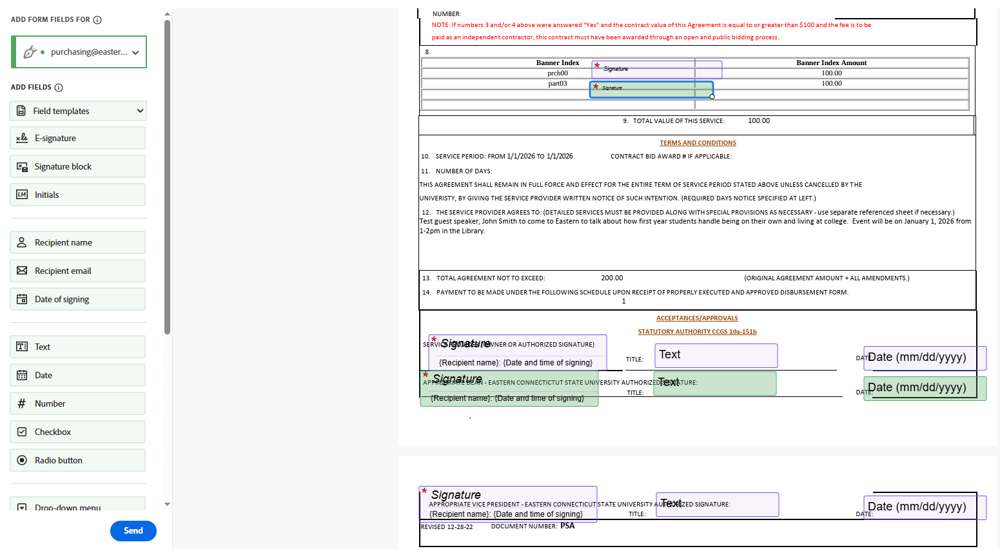 ADD FORM FIELDS FOR
purchasing@easter...
ADD FIELDS
Field templates
E-signature
Signature block
Initials
Recipient name
Recipient email
Date of signing
Text
Date
Number
Checkbox
Radio button
Drop-down menu
Send
NUMBER:
NOTE: If numbers 3 and/or 4 above were answered "Yes" and the contract value of this Agreement is equal to or greater than $100 and the fee is to be
paid as an independent contractor, this contract must have been awarded through an open and public bidding process.
8.
Banner Index Banner Index Amount
* Signature
prch00 100.00
part03 100.00
* Signature
9. TOTAL VALUE OF THIS SERVICE: 100.00
TERMS AND CONDITIONS
10. SERVICE PERIOD: FROM 1/1/2026 TO 1/1/2026 CONTRACT BID AWARD # IF APPLICABLE:
11. NUMBER OF DAYS:
THIS AGREEMENT SHALL REMAIN IN FULL FORCE AND EFFECT FOR THE ENTIRE TERM OF SERVICE PERIOD STATED ABOVE UNLESS CANCELLED BY THE
UNIVERISTY, BY GIVING THE SERVICE PROVIDER WRITTEN NOTICE OF SUCH INTENTION. (REQUIRED DAYS NOTICE SPECIFIED AT LEFT.)
12. THE SERVICE PROVIDER AGREES TO: (DETAILED SERVICES MUST BE PROVIDED ALONG WITH SPECIAL PROVISIONS AS NECESSARY - use separate referenced sheet if necessary.)
Test guest speaker, John Smith to come to Eastern to talk about how first year students handle being on their own and living at college. Event will be on January 1, 2026 from
1-2pm in the Library.
13. TOTAL AGREEMENT NOT TO EXCEED: 200.00 (ORIGINAL AGREEMENT AMOUNT + ALL AMENDMENTS.)
14. PAYMENT TO BE MADE UNDER THE FOLLOWING SCHEDULE UPON RECEIPT OF PROPERLY EXECUTED AND APPROVED DISBURSEMENT FORM.
1
ACCEPTANCES/APPROVALS
STATUTORY AUTHORITY CCGS 10a-151b
* Signature
SERVICE PROVIDER (OWNER OR AUTHORIZED SIGNATURE)
{Recipient name}: {Date and time of signing} TITLE: Text DATE: Date (mm/dd/yyyy)
* Signature
APPROPRIATE DEAN - EASTERN CONNECTICUT STATE UNIVERSITY AUTHORIZED SIGNATURE:
{Recipient name}: {Date and time of signing} TITLE: Text DATE: Date (mm/dd/yyyy)
.
* Signature
APPROPRIATE VICE PRESIDENT - EASTERN CONNECTICUT STATE UNIVERSITY AUTHORIZED SIGNATURE:
{Recipient name}: {Date and time of signing} TITLE: Text DATE: Date (mm/dd/yyyy)
REVISED 12-28-22 DOCUMENT NUMBER: PSA